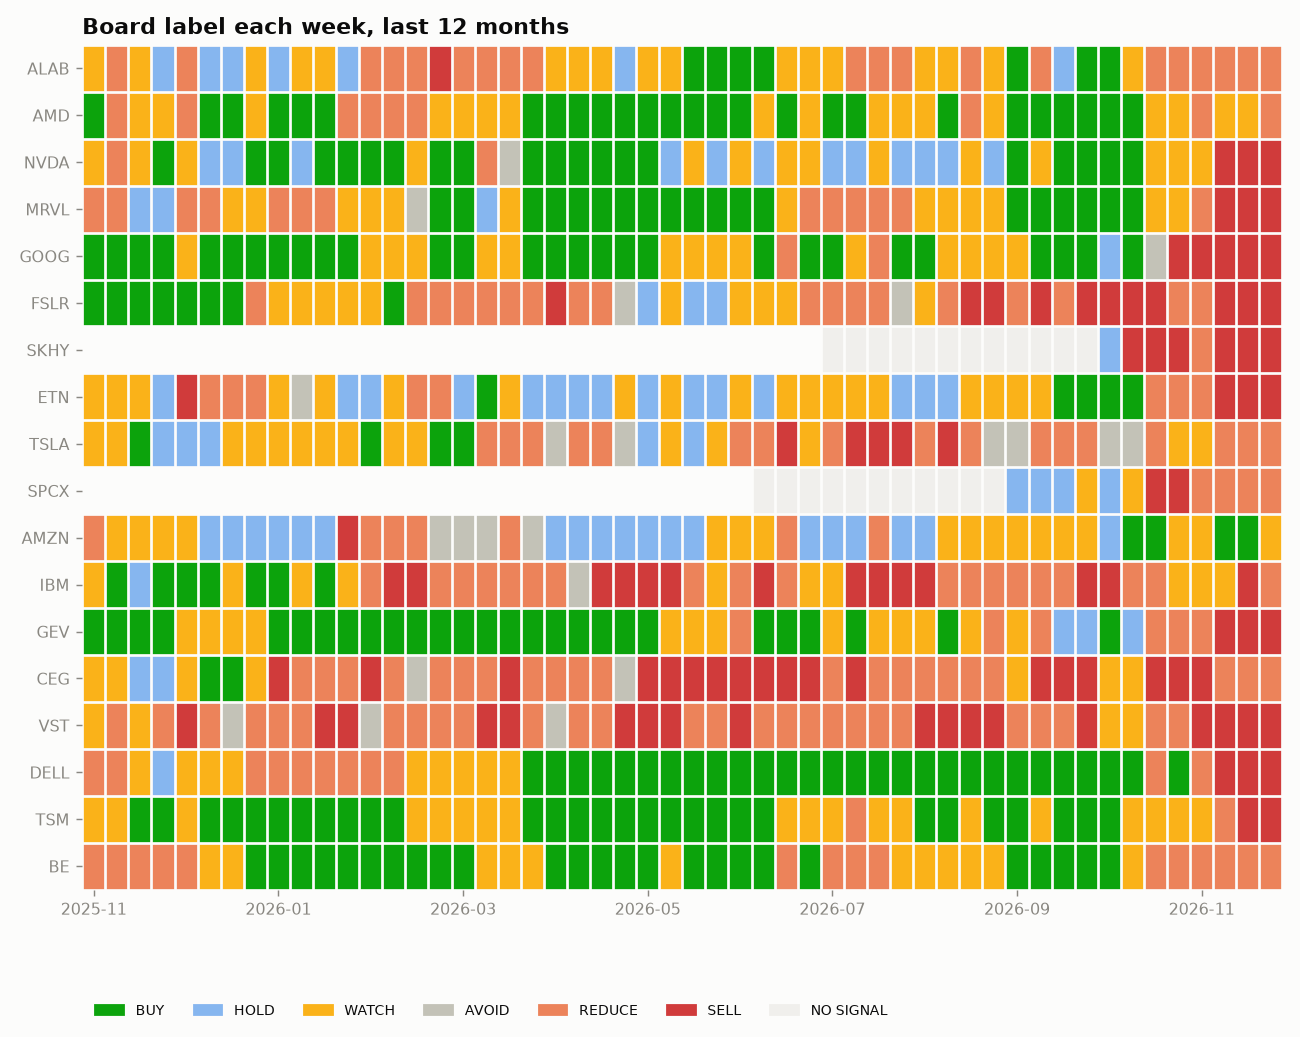 Board label each week, last 12 months
ALAB
AMD
NVDA
MRVL
GOOG
FSLR
SKHY
ETN
TSLA
SPCX
AMZN
IBM
GEV
CEG
VST
DELL
TSM
BE
2025-11 2026-01 2026-03 2026-05 2026-07 2026-09 2026-11
BUY HOLD WATCH AVOID REDUCE SELL NO SIGNAL